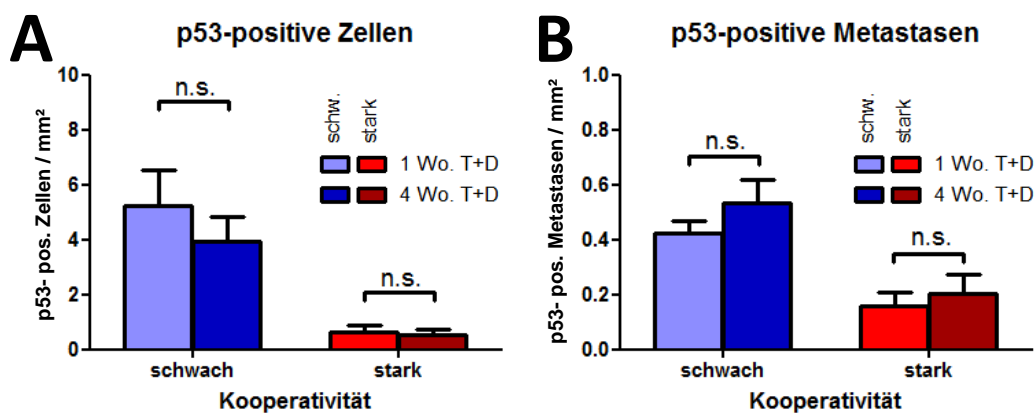 A
p53-positive Zellen
p53- pos. Zellen / mm²
10
8
6
4
2
0
n.s.
n.s.
schw.
stark
1 Wo. T+D
4 Wo. T+D
schwach
stark
Kooperativität
B
p53-positive Metastasen
p53- pos. Metastasen / mm²
1.0
0.8
0.6
0.4
0.2
0.0
n.s.
n.s.
schw.
stark
1 Wo. T+D
4 Wo. T+D
schwach
stark
Kooperativität